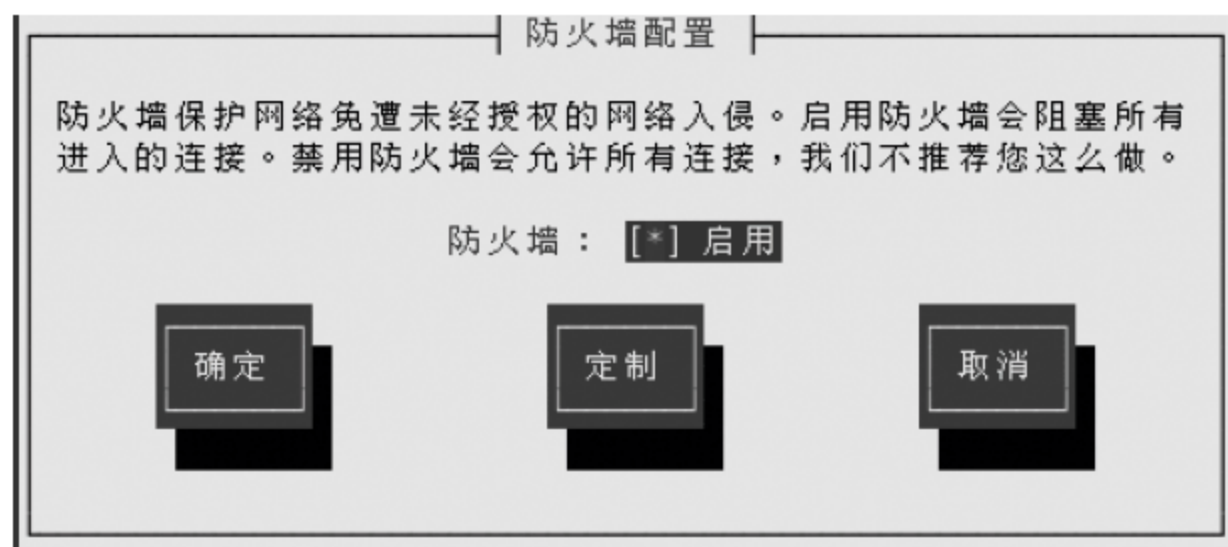 防火墙配置
防火墙保护网络免遭未经授权的网络入侵。启用防火墙会阻塞所有
进入的连接。禁用防火墙会允许所有连接，我们不推荐您这么做。
防火墙： [*] 启用
确定 定制 取消